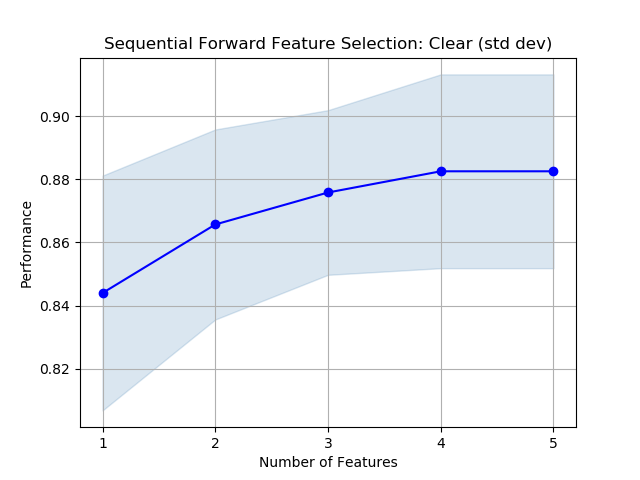 Sequential Forward Feature Selection: Clear (std dev)
Performance
0.90
0.88
0.86
0.84
0.82
1 2 3 4 5
Number of Features